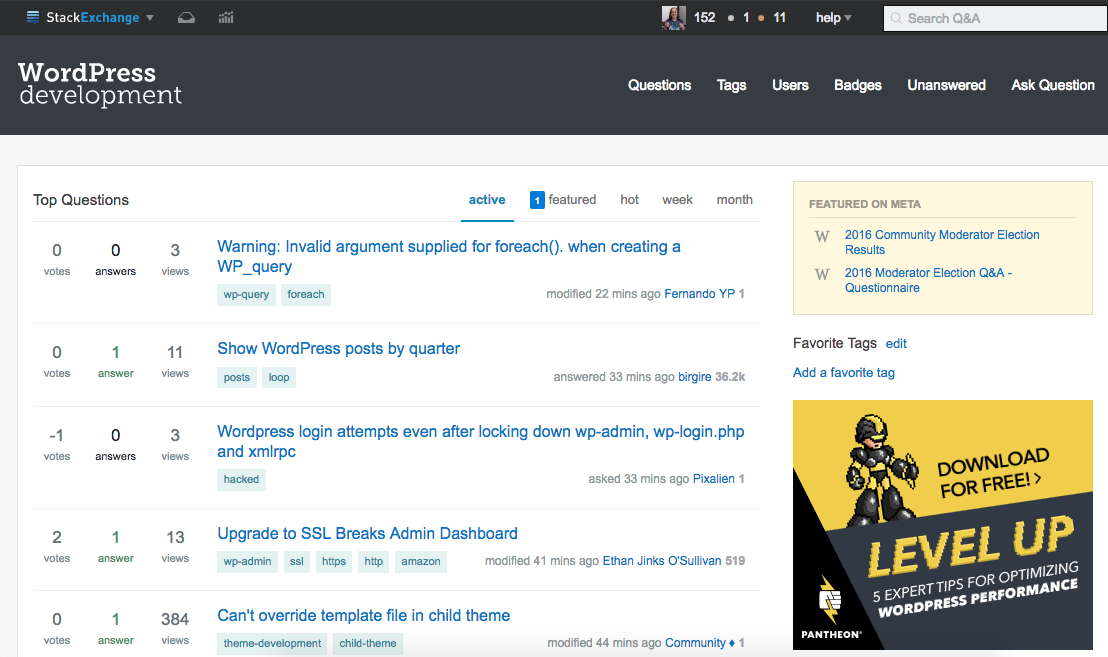 StackExchange
152 1 11 help
Search Q&A
WordPress
development
Questions Tags Users Badges Unanswered Ask Question
Top Questions
active 1 featured hot week month
0 votes 0 answers 3 views
Warning: Invalid argument supplied for foreach(). when creating a
WP_query
wp-query foreach
modified 22 mins ago Fernando YP 1
0 votes 1 answer 11 views
Show WordPress posts by quarter
posts loop
answered 33 mins ago birgire 36.2k
-1 votes 0 answers 3 views
Wordpress login attempts even after locking down wp-admin, wp-login.php
and xmlrpc
hacked
asked 33 mins ago Pixalien 1
2 votes 1 answer 13 views
Upgrade to SSL Breaks Admin Dashboard
wp-admin ssl https http amazon
modified 41 mins ago Ethan Jinks O'Sullivan 519
0 votes 1 answer 384 views
Can't override template file in child theme
theme-development child-theme
modified 44 mins ago Community ♦ 1
FEATURED ON META
W 2016 Community Moderator Election
Results
W 2016 Moderator Election Q&A -
Questionnaire
Favorite Tags edit
Add a favorite tag
DOWNLOAD
FOR FREE! >
LEVEL UP
5 EXPERT TIPS FOR OPTIMIZING
WORDPRESS PERFORMANCE
PANTHEON®